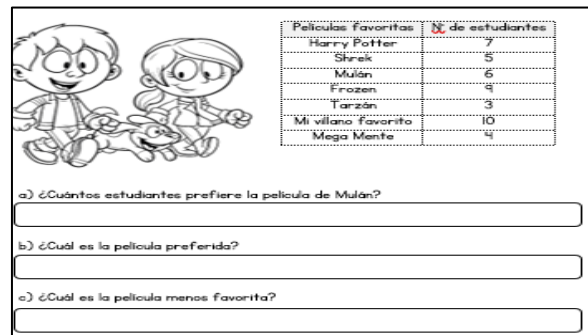 Películas favoritas N° de estudiantes
Harry Potter 7
Shrek 5
Mulán 6
Frozen 9
Tarzán 3
Mi villano favorito 10
Mega Mente 4
a) ¿Cuántos estudiantes prefiere la película de Mulán?
b) ¿Cuál es la película preferida?
c) ¿Cuál es la película menos favorita?